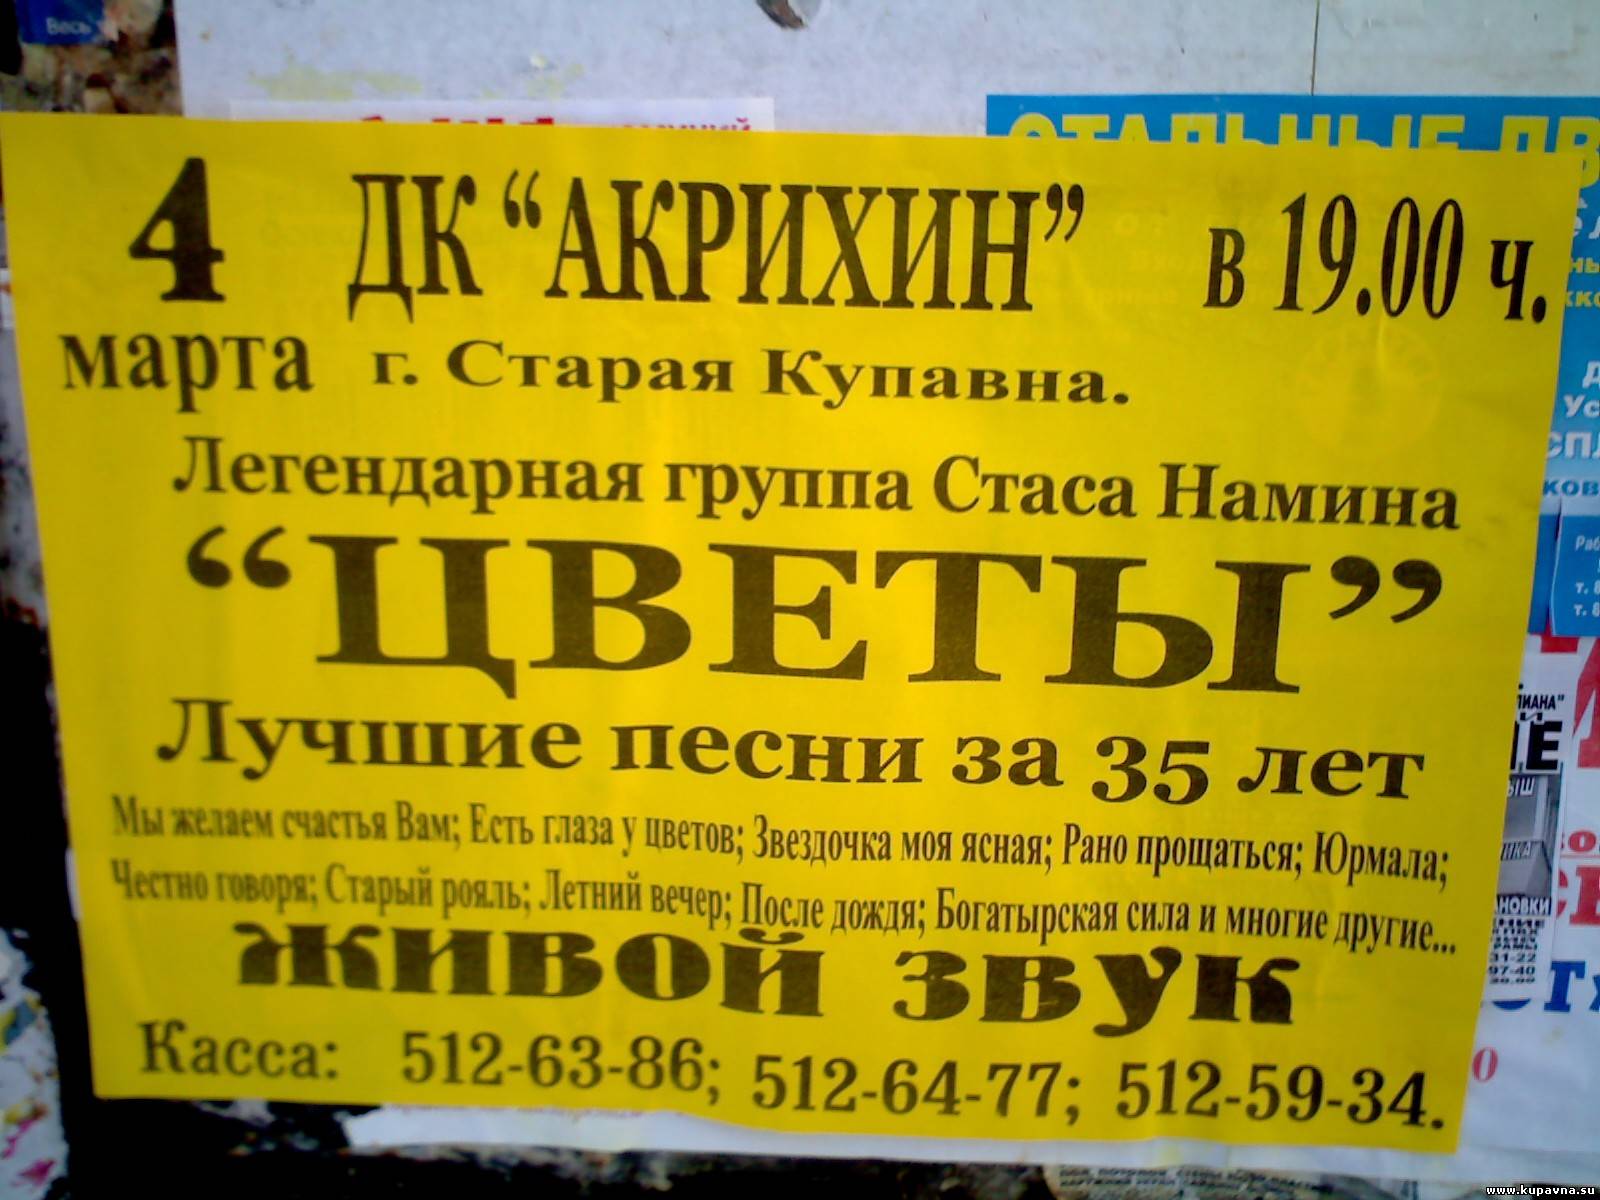 Весь
4 ДК “АКРИХИН” в 19.00 ч.
марта г. Старая Купавна.
Легендарная группа Стаса Намина
“ЦВЕТЫ”
Лучшие песни за 35 лет
Мы желаем счастья Вам; Есть глаза у цветов; Звездочка моя ясная; Рано прощаться; Юрмала;
Честно говоря; Старый рояль; Летний вечер; После дождя; Богатырская сила и многие другие...
ЖИВОЙ ЗВУК
Касса: 512-63-86; 512-64-77; 512-59-34.
СТАЛЬНЫЕ ДВ
www.kupavna.su